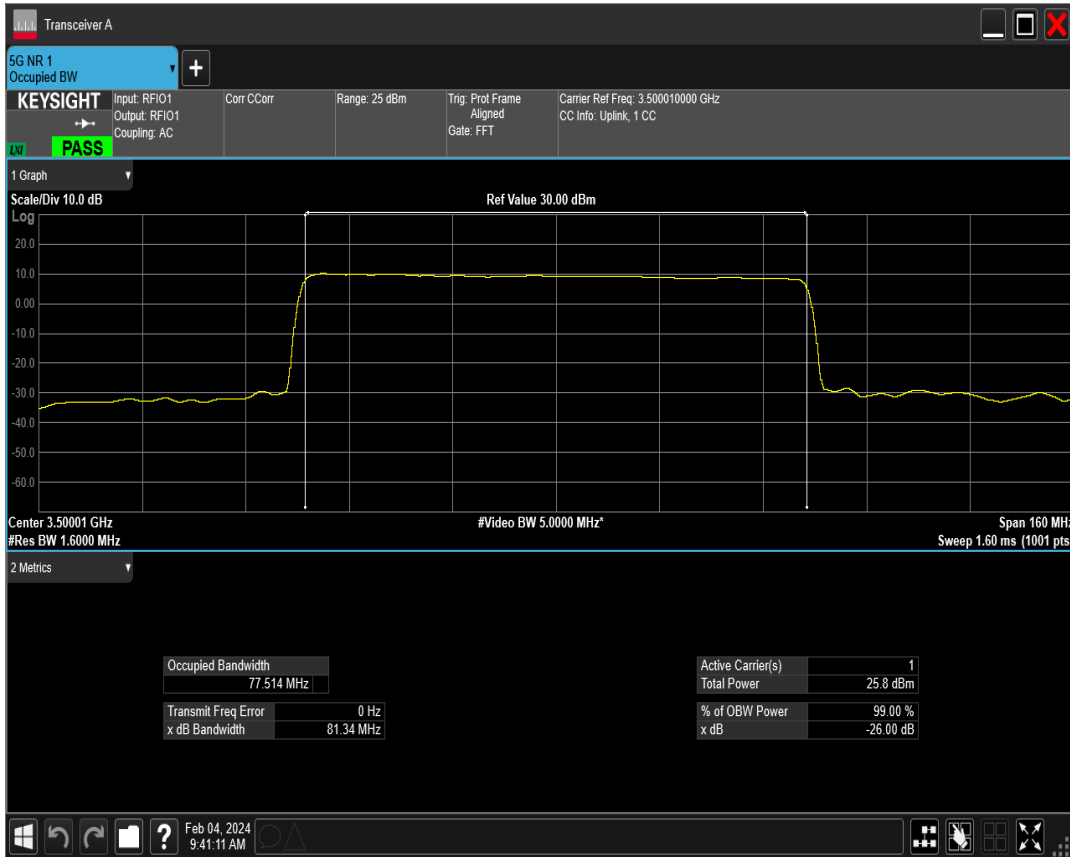 Transceiver A
5G NR 1
Occupied BW
KEYSIGHT
LXI
PASS
Input: RFIO1
Output: RFIO1
Coupling: AC
Corr CCorr
Range: 25 dBm
Trig: Prot Frame
Aligned
Gate: FFT
Carrier Ref Freq: 3.500010000 GHz
CC Info: Uplink, 1 CC
1 Graph
Scale/Div 10.0 dB
Ref Value 30.00 dBm
Log
20.0
10.0
0.00
-10.0
-20.0
-30.0
-40.0
-50.0
-60.0
Center 3.50001 GHz
#Video BW 5.0000 MHz*
Span 160 MHz
#Res BW 1.6000 MHz
Sweep 1.60 ms (1001 pts
2 Metrics
Occupied Bandwidth
77.514 MHz
Transmit Freq Error 0 Hz
x dB Bandwidth 81.34 MHz
Active Carrier(s) 1
Total Power 25.8 dBm
% of OBW Power 99.00 %
x dB -26.00 dB
Feb 04, 2024
9:41:11 AM